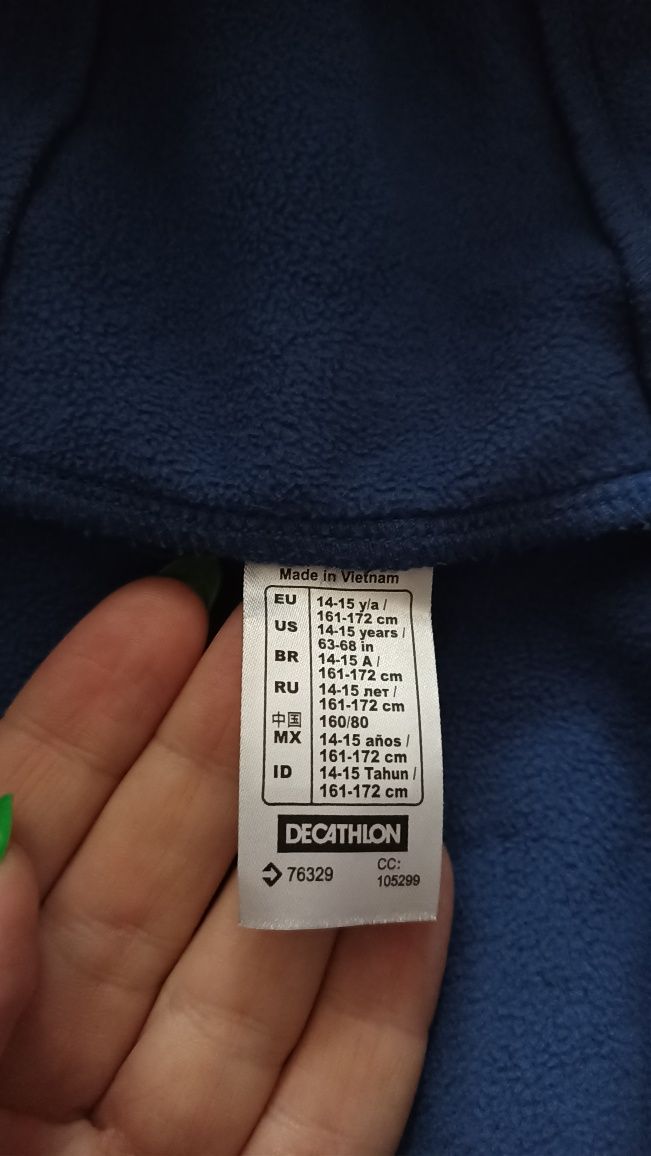 Made in Vietnam
EU 14-15 y/a /
161-172 cm
US 14-15 years /
63-68 in
BR 14-15 A /
161-172 cm
RU 14-15 лет /
161-172 cm
中国 160/80
MX 14-15 años /
161-172 cm
ID 14-15 Tahun /
161-172 cm
DECATHLON
76329 CC:
105299